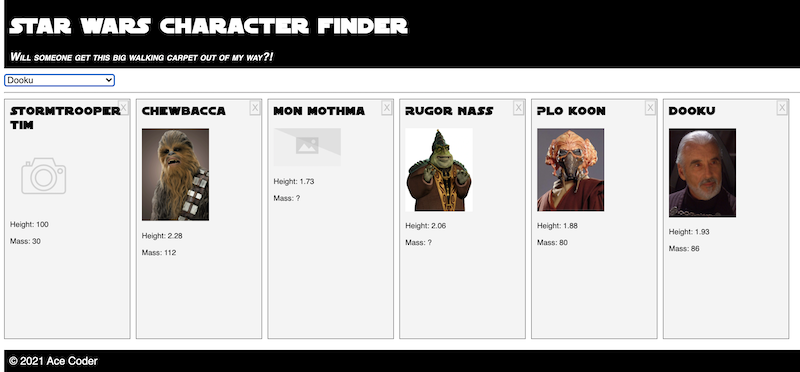 Star Wars Character Finder
Will someone get this big walking carpet out of my way?!
Dooku
Stormtrooper
Tim
X
Height: 100
Mass: 30
Chewbacca
X
Height: 2.28
Mass: 112
Mon Mothma
X
Height: 1.73
Mass: ?
Rugor Nass
X
Height: 2.06
Mass: ?
Plo Koon
X
Height: 1.88
Mass: 80
Dooku
X
Height: 1.93
Mass: 86
© 2021 Ace Coder